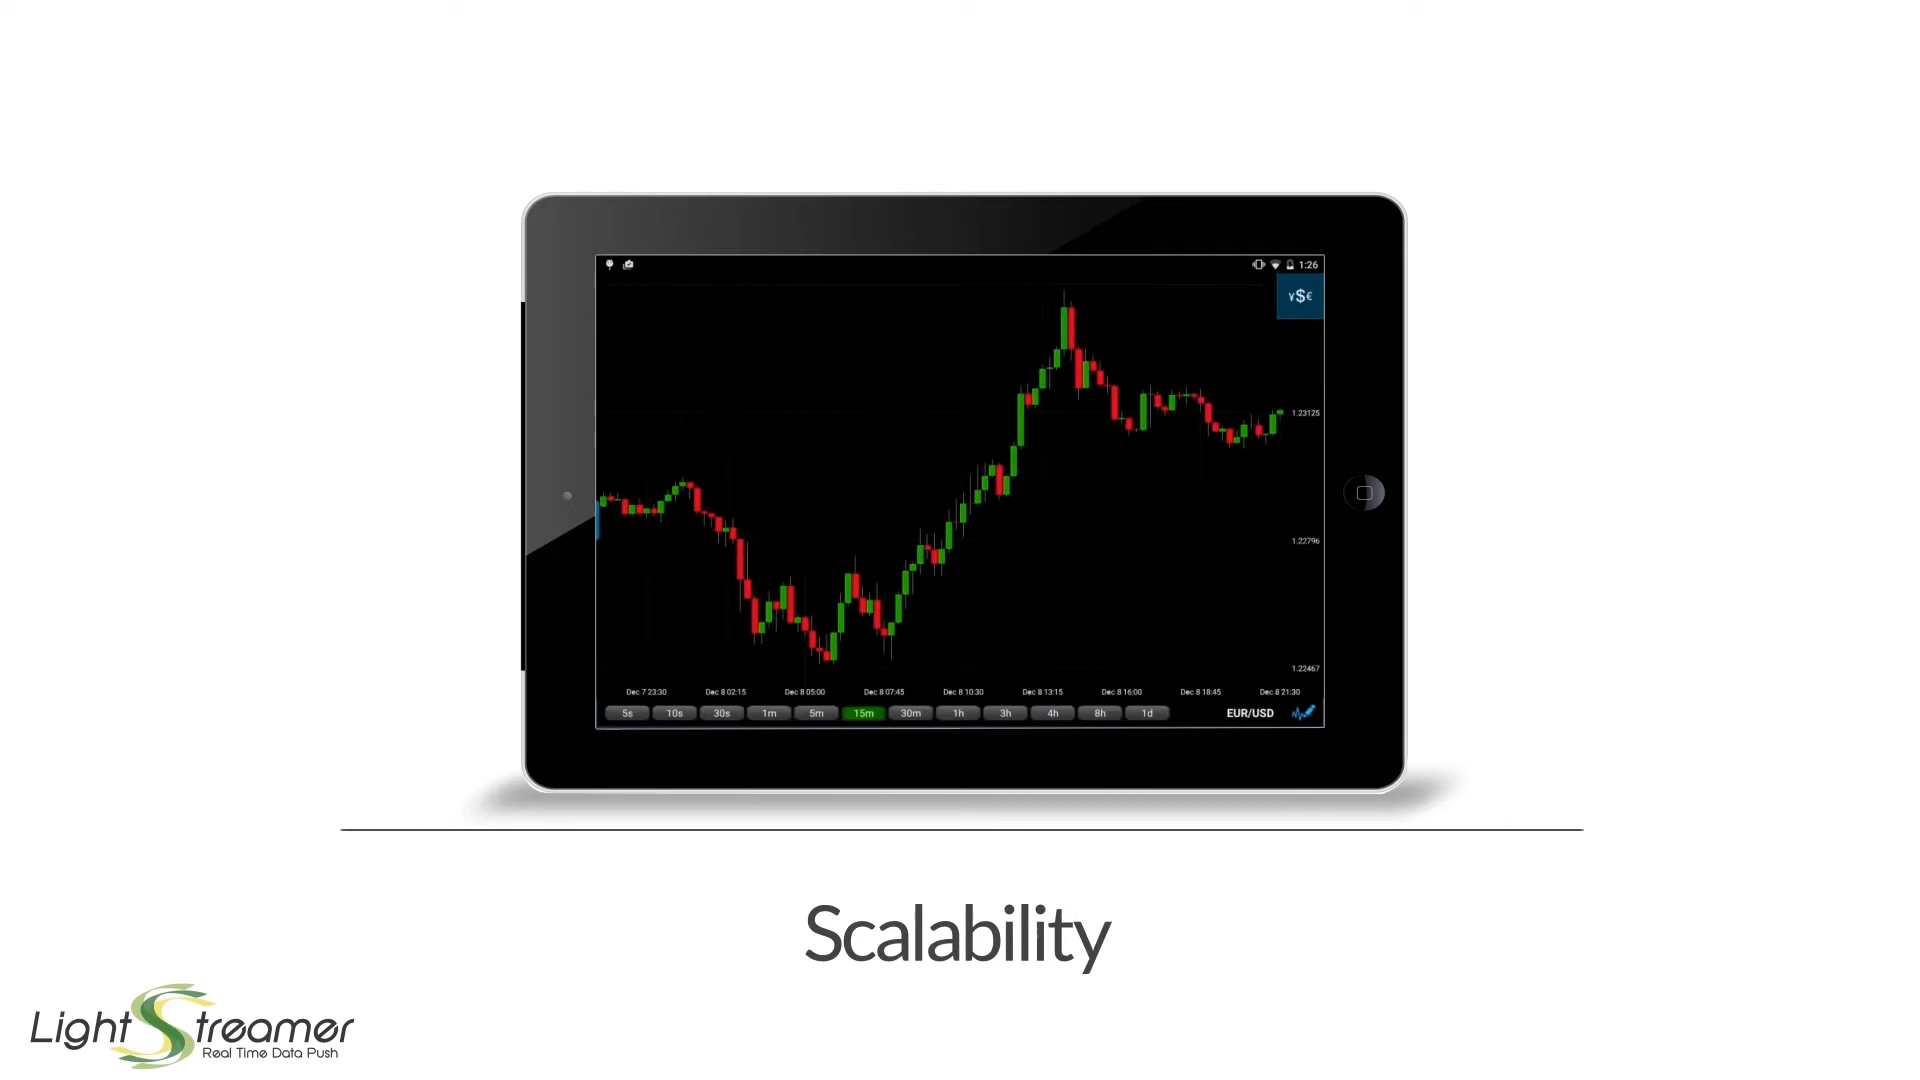 1:26
¥$€
1.23125
1.22796
1.22467
Dec 7 23:30 Dec 8 02:15 Dec 8 05:00 Dec 8 07:45 Dec 8 10:30 Dec 8 13:15 Dec 8 16:00 Dec 8 18:45 Dec 8 21:30
5s 10s 30s 1m 5m 15m 30m 1h 3h 4h 8h 1d EUR/USD
Scalability
LightStreamer
Real Time Data Push